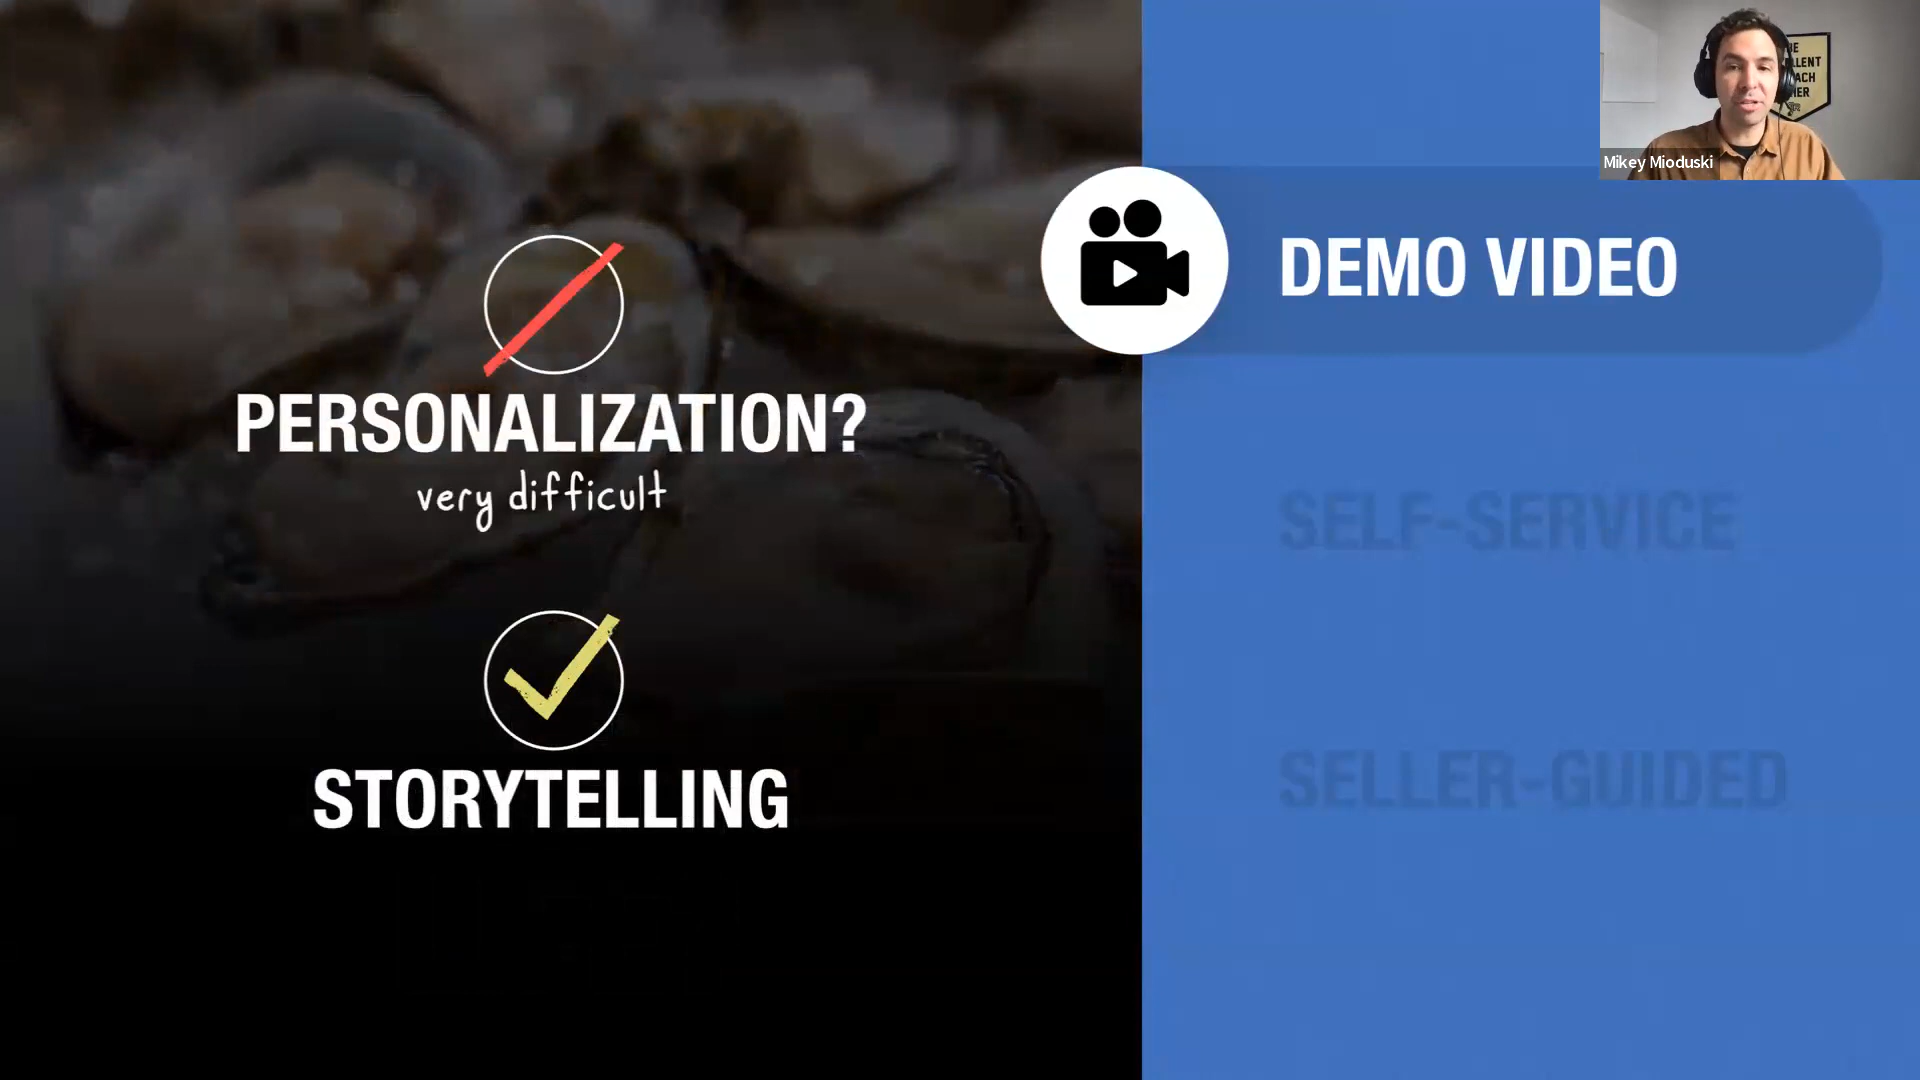 PERSONALIZATION?
very difficult
STORYTELLING
DEMO VIDEO
SELF-SERVICE
SELLER-GUIDED
Mikey Mioduski